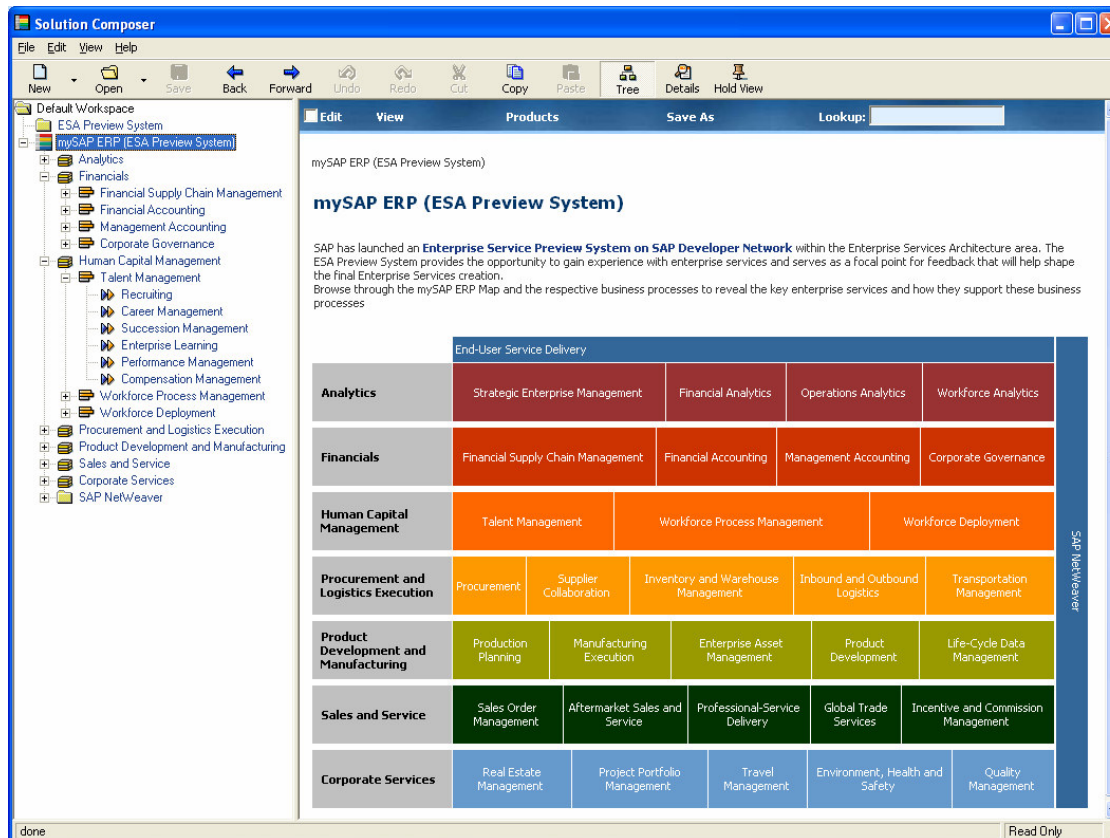 Solution Composer
File Edit View Help
New Open Save Back Forward Undo Redo Cut Copy Paste Tree Details Hold View
Default Workspace
ESA Preview System
mySAP ERP (ESA Preview System)
Analytics
Financials
Financial Supply Chain Management
Financial Accounting
Management Accounting
Corporate Governance
Human Capital Management
Talent Management
Recruiting
Career Management
Succession Management
Enterprise Learning
Performance Management
Compensation Management
Workforce Process Management
Workforce Deployment
Procurement and Logistics Execution
Product Development and Manufacturing
Sales and Service
Corporate Services
SAP NetWeaver
Edit View Products Save As Lookup:
mySAP ERP (ESA Preview System)
mySAP ERP (ESA Preview System)
SAP has launched an Enterprise Service Preview System on SAP Developer Network within the Enterprise Services Architecture area. The
ESA Preview System provides the opportunity to gain experience with enterprise services and serves as a focal point for feedback that will help shape
the final Enterprise Services creation.
Browse through the mySAP ERP Map and the respective business processes to reveal the key enterprise services and how they support these business
processes
End-User Service Delivery
Analytics
Strategic Enterprise Management
Financial Analytics
Operations Analytics
Workforce Analytics
Financials
Financial Supply Chain Management
Financial Accounting
Management Accounting
Corporate Governance
Human Capital
Management
Talent Management
Workforce Process Management
Workforce Deployment
Procurement and
Logistics Execution
Procurement
Supplier
Collaboration
Inventory and Warehouse
Management
Inbound and Outbound
Logistics
Transportation
Management
Product
Development and
Manufacturing
Production
Planning
Manufacturing
Execution
Enterprise Asset
Management
Product
Development
Life-Cycle Data
Management
Sales and Service
Sales Order
Management
Aftermarket Sales and
Service
Professional-Service
Delivery
Global Trade
Services
Incentive and Commission
Management
Corporate Services
Real Estate
Management
Project Portfolio
Management
Travel
Management
Environment, Health and
Safety
Quality
Management
SAP NetWeaver
done
Read Only